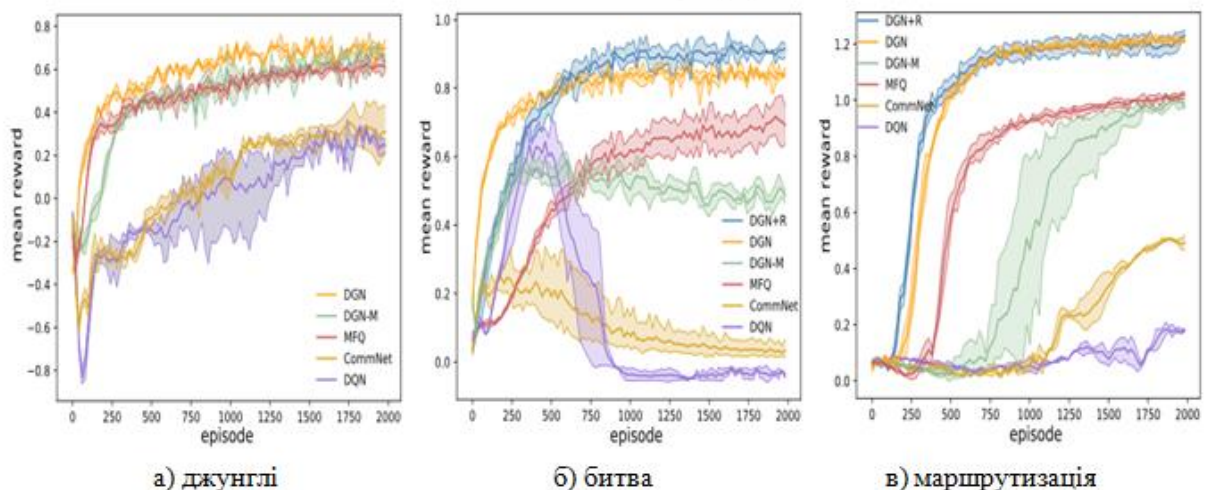 0.8
0.6
0.4
0.2
0.0
−0.2
−0.4
−0.6
−0.8
mean reward
0 250 500 750 1000 1250 1500 1750 2000
episode
DGN
DGN-M
MFQ
CommNet
DQN
а) джунглі
1.0
0.8
0.6
0.4
0.2
0.0
mean reward
0 250 500 750 1000 1250 1500 1750 2000
episode
DGN+R
DGN
DGN-M
MFQ
CommNet
DQN
б) битва
1.2
1.0
0.8
0.6
0.4
0.2
0.0
mean reward
0 250 500 750 1000 1250 1500 1750 2000
episode
DGN+R
DGN
DGN-M
MFQ
CommNet
DQN
в) маршрутизація